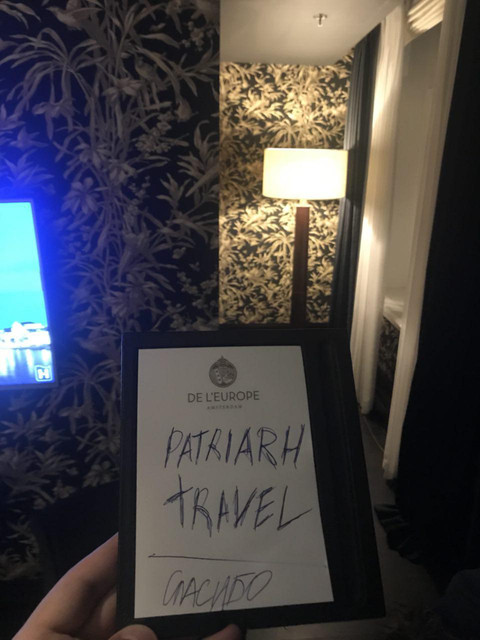 DE L'EUROPE
AMSTERDAM
PATRIARH
TRAVEL
СПАСИБО